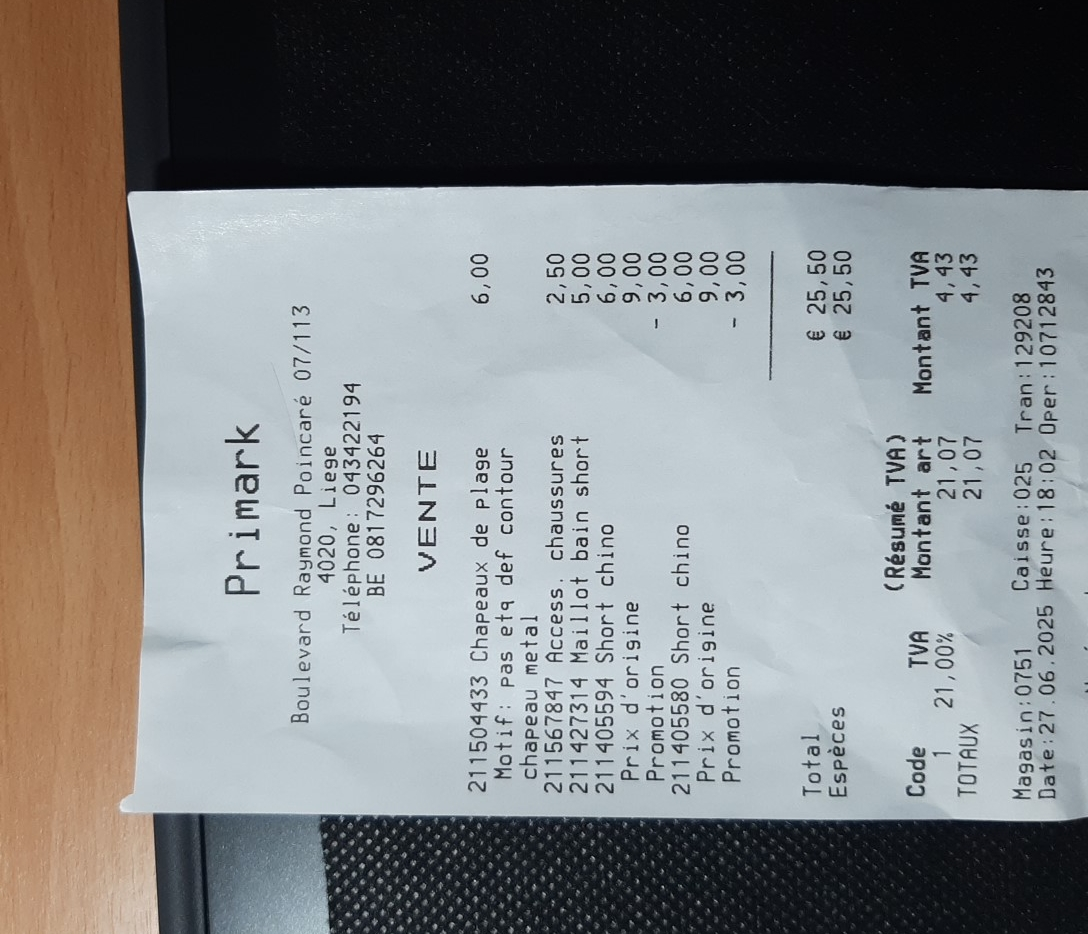 Primark
Boulevard Raymond Poincaré 07/113
4020, Liege
Téléphone: 043422194
BE 0817296264
VENTE
211504433 Chapeaux de plage 6,00
Motif: pas etq def contour
chapeau metal
211567847 Access. chaussures 2,50
211427314 Maillot bain short 5,00
211405594 Short chino 6,00
Prix d'origine 9,00
Promotion - 3,00
211405580 Short chino 6,00
Prix d'origine 9,00
Promotion - 3,00
Total € 25,50
Espèces € 25,50
(Résumé TVA)
Code TVA Montant art Montant TVA
1 21,00% 21,07 4,43
TOTAUX 21,07 4,43
Magasin:0751 Caisse:025 Tran:129208
Date:27.06.2025 Heure:18:02 Oper:10712843